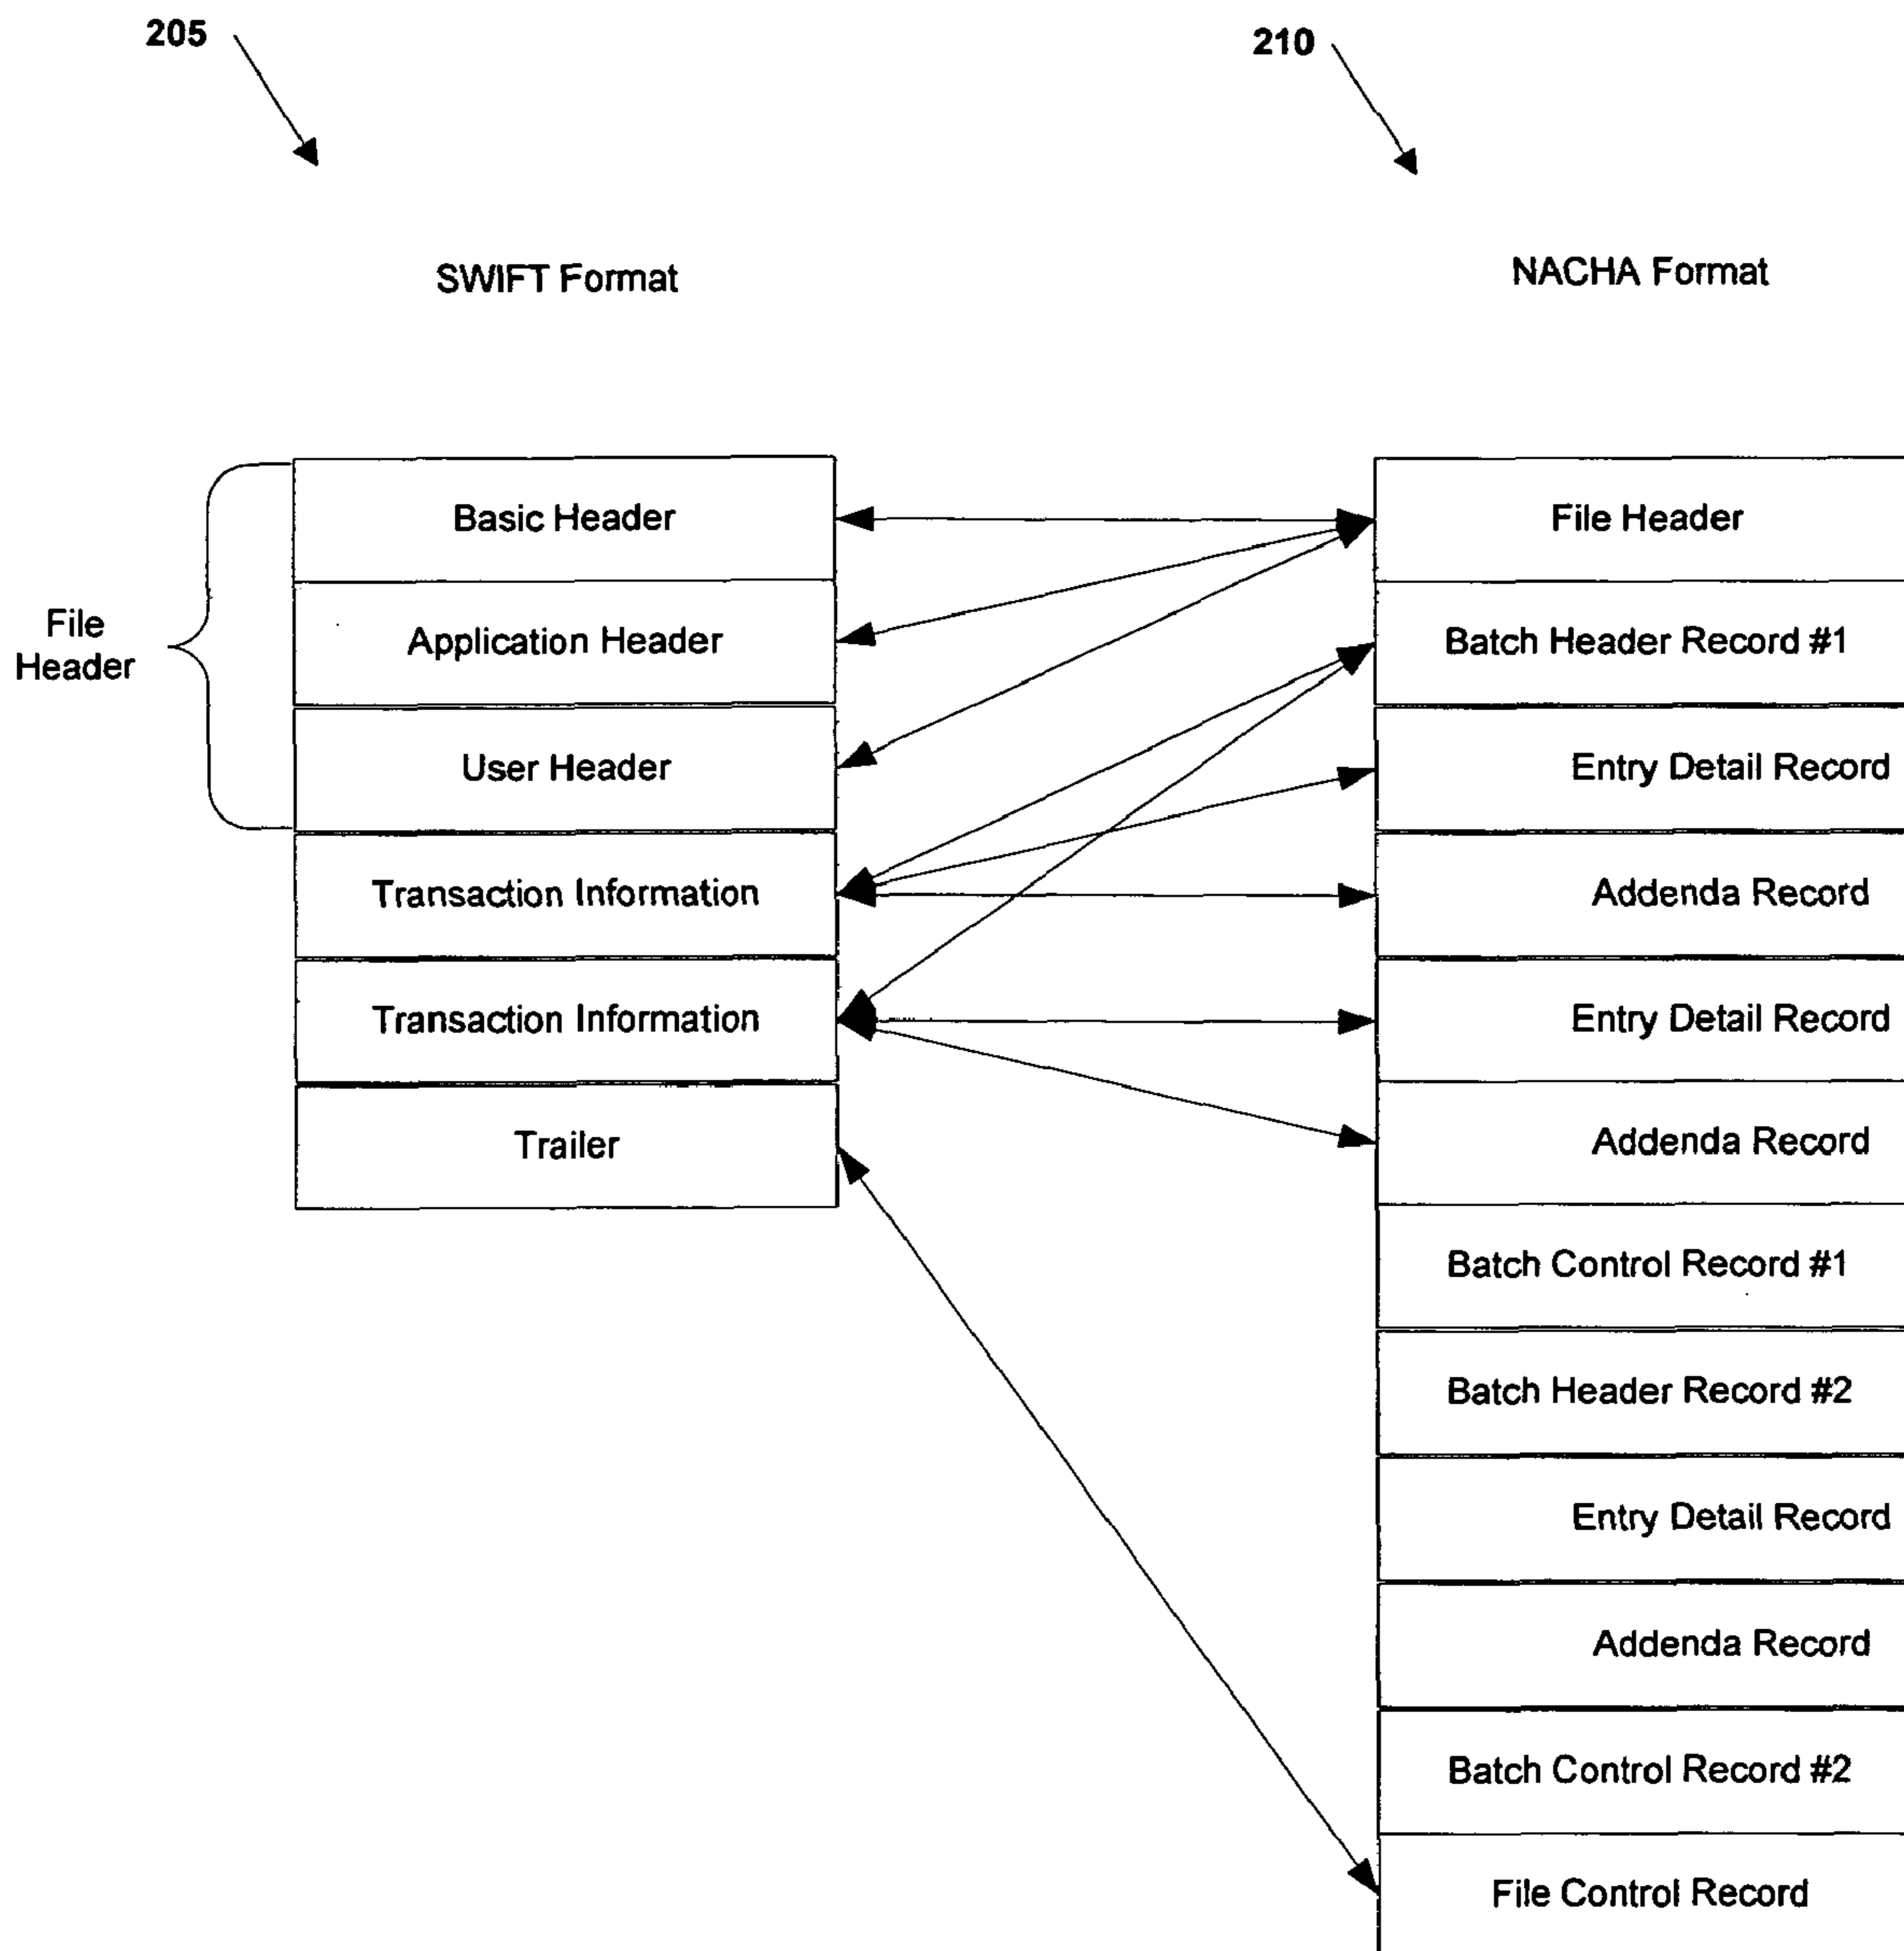 205
210
SWIFT Format
NACHA Format
File
Header
Basic Header
Application Header
User Header
Transaction Information
Transaction Information
Trailer
File Header
Batch Header Record #1
Entry Detail Record
Addenda Record
Entry Detail Record
Addenda Record
Batch Control Record #1
Batch Header Record #2
Entry Detail Record
Addenda Record
Batch Control Record #2
File Control Record